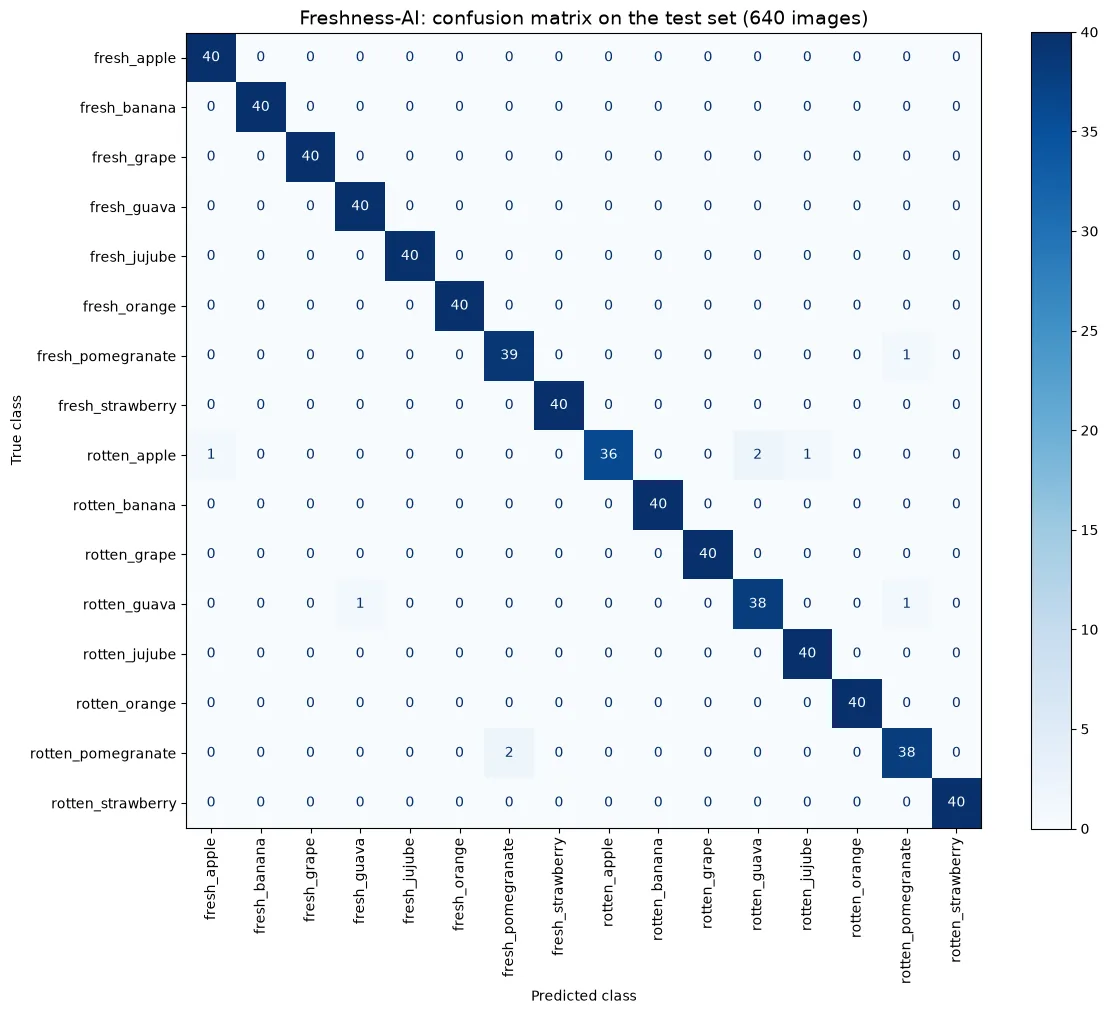 Freshness-AI: confusion matrix on the test set (640 images)
fresh_apple 40 0 0 0 0 0 0 0 0 0 0 0 0 0 0 0
fresh_banana 0 40 0 0 0 0 0 0 0 0 0 0 0 0 0 0
fresh_grape 0 0 40 0 0 0 0 0 0 0 0 0 0 0 0 0
fresh_guava 0 0 0 40 0 0 0 0 0 0 0 0 0 0 0 0
fresh_jujube 0 0 0 0 40 0 0 0 0 0 0 0 0 0 0 0
fresh_orange 0 0 0 0 0 40 0 0 0 0 0 0 0 0 0 0
fresh_pomegranate 0 0 0 0 0 0 39 0 0 0 0 0 0 0 1 0
fresh_strawberry 0 0 0 0 0 0 0 40 0 0 0 0 0 0 0 0
rotten_apple 1 0 0 0 0 0 0 0 36 0 0 2 1 0 0 0
rotten_banana 0 0 0 0 0 0 0 0 0 40 0 0 0 0 0 0
rotten_grape 0 0 0 0 0 0 0 0 0 0 40 0 0 0 0 0
rotten_guava 0 0 0 1 0 0 0 0 0 0 0 38 0 0 1 0
rotten_jujube 0 0 0 0 0 0 0 0 0 0 0 0 40 0 0 0
rotten_orange 0 0 0 0 0 0 0 0 0 0 0 0 0 40 0 0
rotten_pomegranate 0 0 0 0 0 0 2 0 0 0 0 0 0 0 38 0
rotten_strawberry 0 0 0 0 0 0 0 0 0 0 0 0 0 0 0 40
True class
fresh_apple
fresh_banana
fresh_grape
fresh_guava
fresh_jujube
fresh_orange
fresh_pomegranate
fresh_strawberry
rotten_apple
rotten_banana
rotten_grape
rotten_guava
rotten_jujube
rotten_orange
rotten_pomegranate
rotten_strawberry
Predicted class
40
35
30
25
20
15
10
5
0